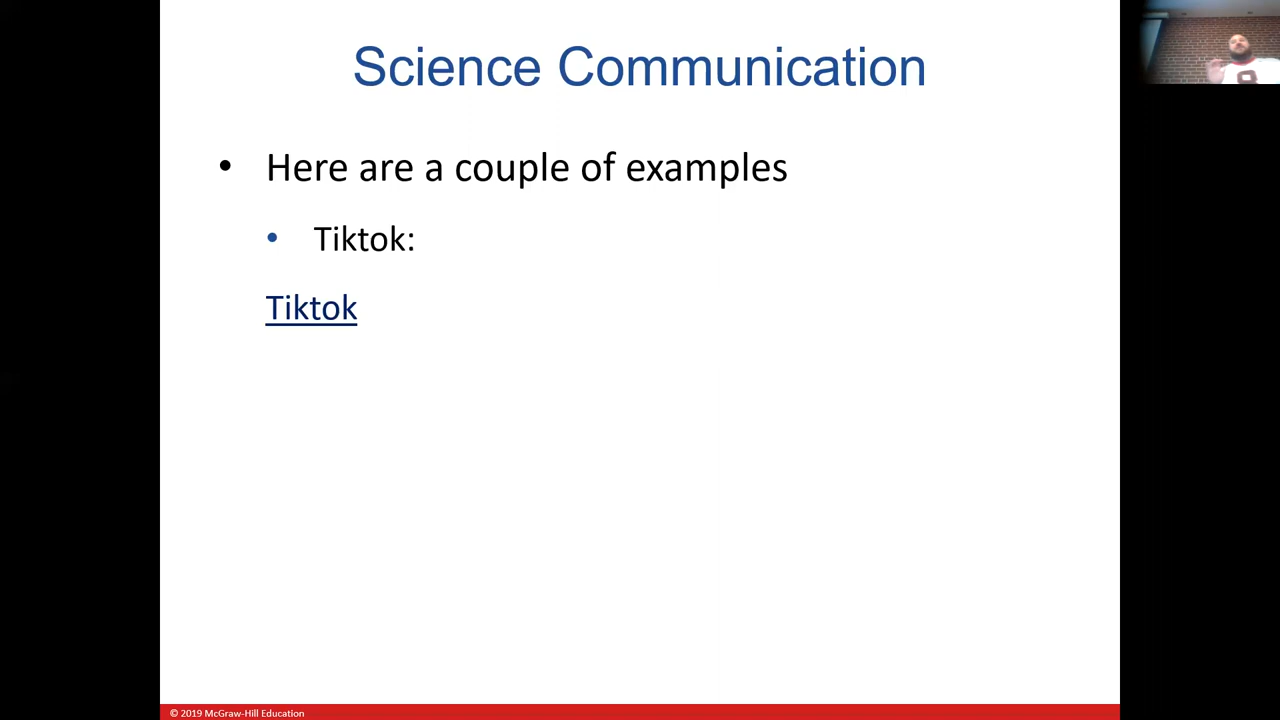 Science Communication
• Here are a couple of examples
• Tiktok:
Tiktok
© 2019 McGraw-Hill Education